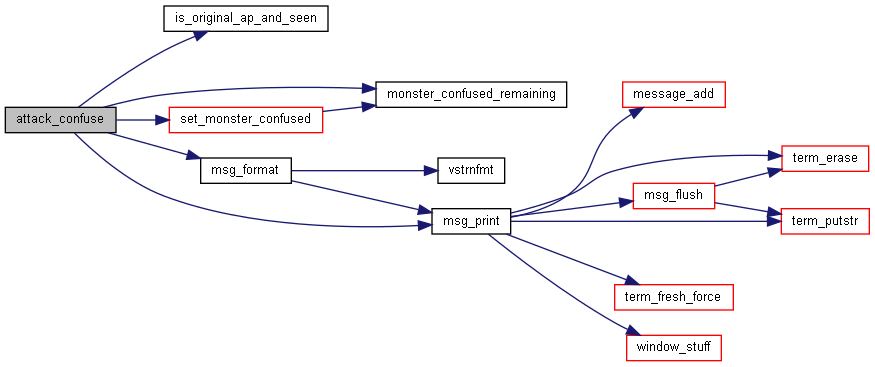 is_original_ap_and_seen
attack_confuse
monster_confused_remaining
set_monster_confused
msg_format
vstrnfmt
msg_print
message_add
term_erase
msg_flush
term_putstr
term_fresh_force
window_stuff